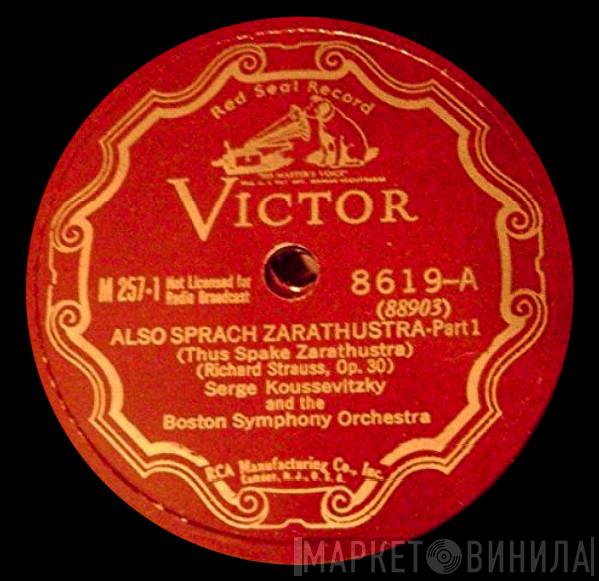 Red Seal Record
"HIS MASTER'S VOICE"
VICTOR
M 257-1 Not Licensed for
Radio Broadcast
8619-A
(88903)
ALSO SPRACH ZARATHUSTRA-Part 1
(Thus Spake Zarathustra)
(Richard Strauss, Op. 30)
Serge Koussevitzky
and the
Boston Symphony Orchestra
RCA Manufacturing Co., Inc.
Camden, N. J., U. S. A.
МАРКЕТ ВИНИЛА